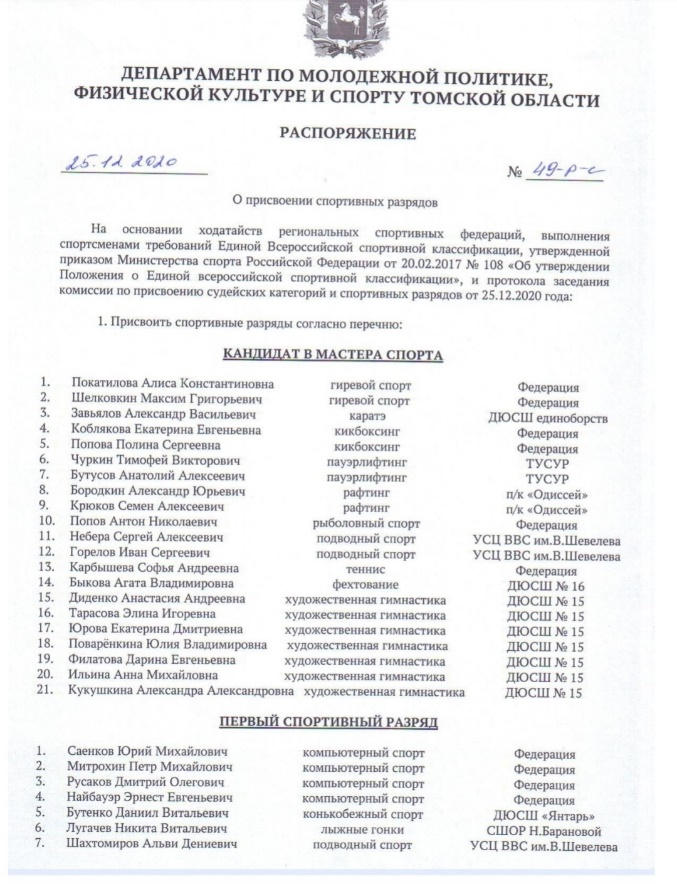 ДЕПАРТАМЕНТ ПО МОЛОДЕЖНОЙ ПОЛИТИКЕ,
ФИЗИЧЕСКОЙ КУЛЬТУРЕ И СПОРТУ ТОМСКОЙ ОБЛАСТИ
РАСПОРЯЖЕНИЕ
25.12 2020 № 49-р-с
О присвоении спортивных разрядов
На основании ходатайств региональных спортивных федераций, выполнения
спортсменами требований Единой Всероссийской спортивной классификации, утвержденной
приказом Министерства спорта Российской Федерации от 20.02.2017 № 108 «Об утверждении
Положения о Единой всероссийской спортивной классификации», и протокола заседания
комиссии по присвоению судейских категорий и спортивных разрядов от 25.12.2020 года:
1. Присвоить спортивные разряды согласно перечню:
КАНДИДАТ В МАСТЕРА СПОРТА
1. Покатилова Алиса Константиновна гиревой спорт Федерация
2. Шелковкин Максим Григорьевич гиревой спорт Федерация
3. Завьялов Александр Васильевич каратэ ДЮСШ единоборств
4. Коблякова Екатерина Евгеньевна кикбоксинг Федерация
5. Попова Полина Сергеевна кикбоксинг Федерация
6. Чуркин Тимофей Викторович пауэрлифтинг ТУСУР
7. Бутусов Анатолий Алексеевич пауэрлифтинг ТУСУР
8. Бородкин Александр Юрьевич рафтинг п/к «Одиссей»
9. Крюков Семен Алексеевич рафтинг п/к «Одиссей»
10. Попов Антон Николаевич рыболовный спорт Федерация
11. Небера Сергей Алексеевич подводный спорт УСЦ ВВС им.В.Шевелева
12. Горелов Иван Сергеевич подводный спорт УСЦ ВВС им.В.Шевелева
13. Карбышева Софья Андреевна теннис Федерация
14. Быкова Агата Владимировна фехтование ДЮСШ № 16
15. Диденко Анастасия Андреевна художественная гимнастика ДЮСШ № 15
16. Тарасова Элина Игоревна художественная гимнастика ДЮСШ № 15
17. Юрова Екатерина Дмитриевна художественная гимнастика ДЮСШ № 15
18. Поварёнкина Юлия Владимировна художественная гимнастика ДЮСШ № 15
19. Филатова Дарина Евгеньевна художественная гимнастика ДЮСШ № 15
20. Ильина Анна Михайловна художественная гимнастика ДЮСШ № 15
21. Кукушкина Александра Александровна художественная гимнастика ДЮСШ № 15
ПЕРВЫЙ СПОРТИВНЫЙ РАЗРЯД
1. Саенков Юрий Михайлович компьютерный спорт Федерация
2. Митрохин Петр Михайлович компьютерный спорт Федерация
3. Русаков Дмитрий Олегович компьютерный спорт Федерация
4. Найбауэр Эрнест Евгеньевич компьютерный спорт Федерация
5. Бутенко Даниил Витальевич конькобежный спорт ДЮСШ «Янтарь»
6. Лугачев Никита Витальевич лыжные гонки СШОР Н.Барановой
7. Шахтомиров Альви Дениевич подводный спорт УСЦ ВВС им.В.Шевелева